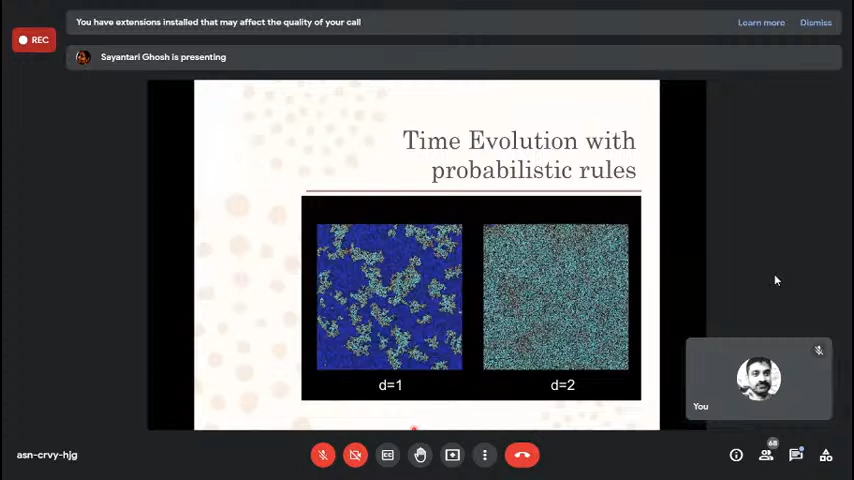 You have extensions installed that may affect the quality of your call
Learn more
Dismiss
REC
Sayantari Ghosh is presenting
Time Evolution with
probabilistic rules
d=1
d=2
You
asn-crvy-hjg
68